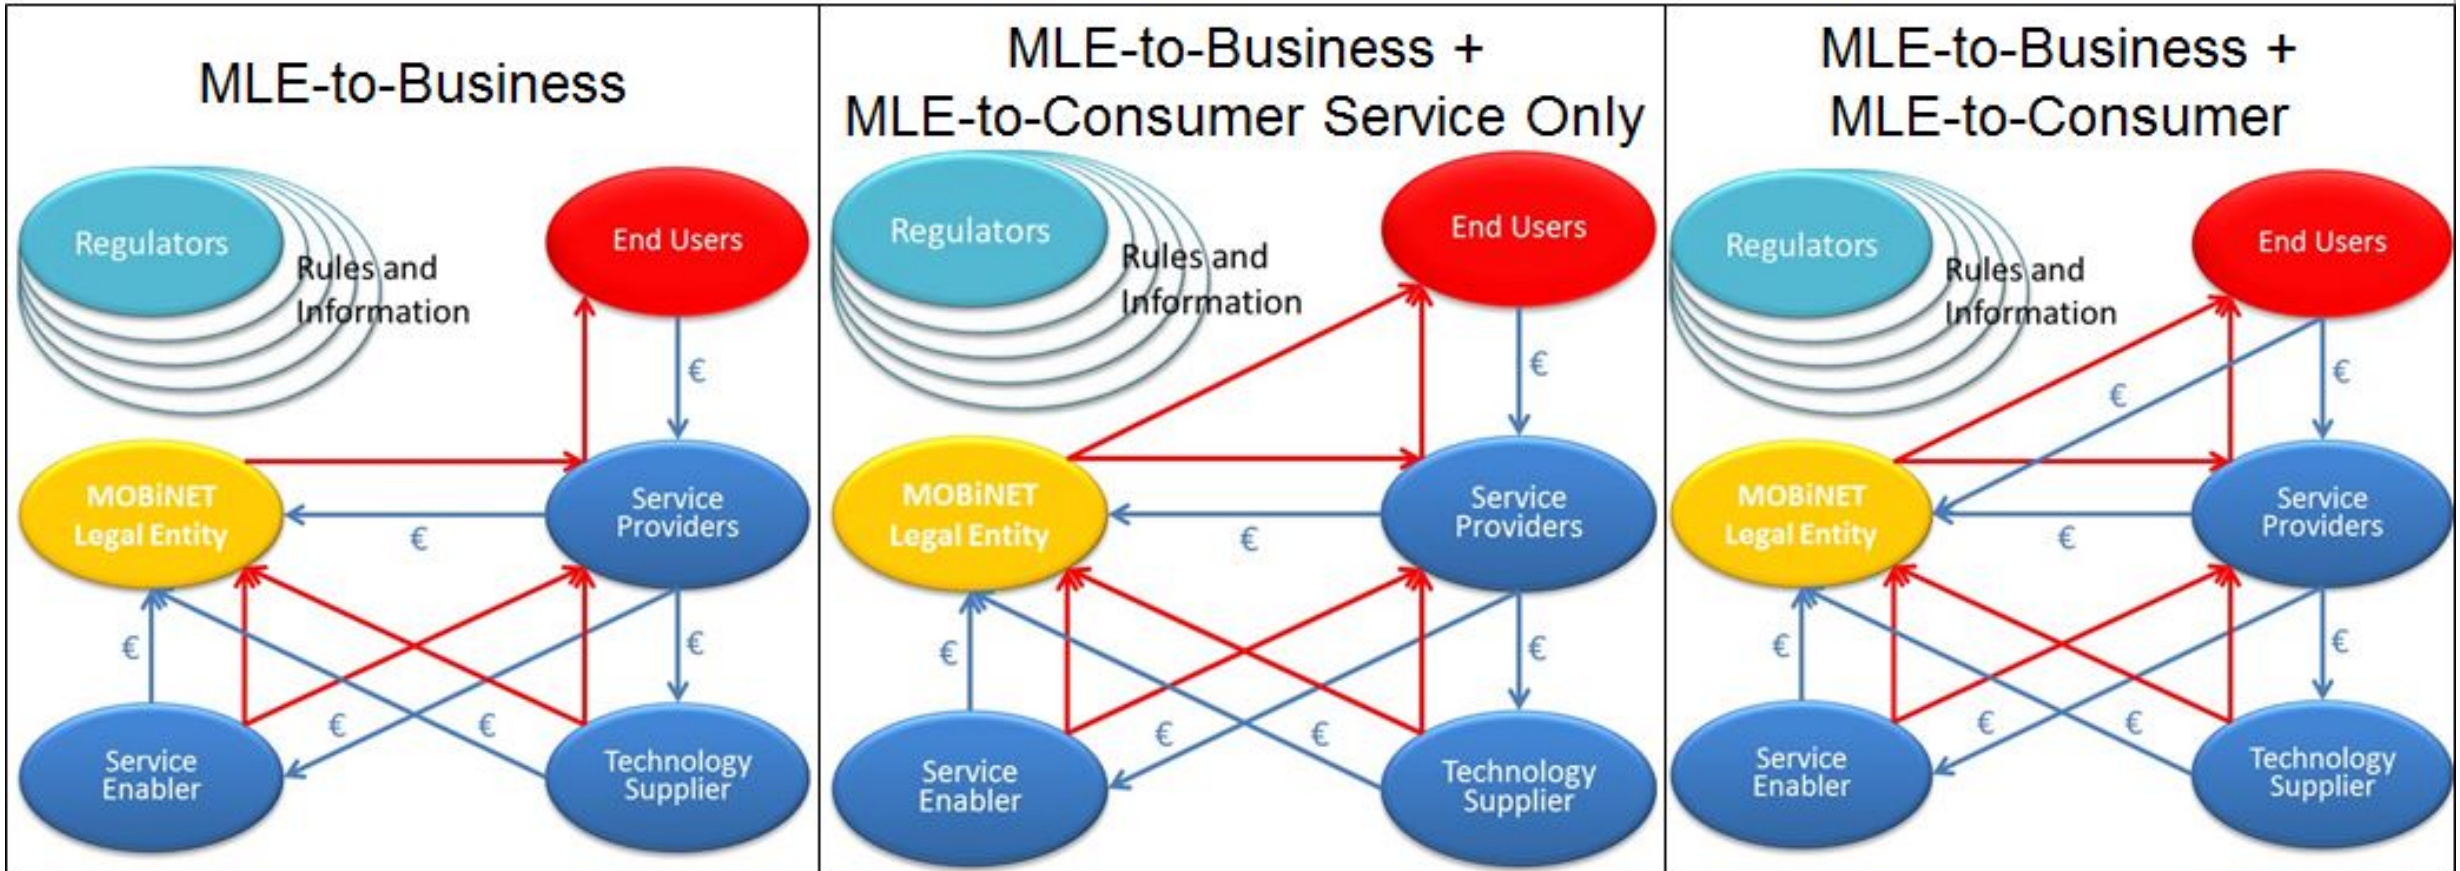 MLE-to-Business
Regulators
End Users
Rules and
Information
€
MOBiNET
Legal Entity
Service
Providers
€
€
€
€
€
Service
Enabler
Technology
Supplier
MLE-to-Business +
MLE-to-Consumer Service Only
Regulators
End Users
Rules and
Information
€
MOBiNET
Legal Entity
Service
Providers
€
€
€
€
€
Service
Enabler
Technology
Supplier
MLE-to-Business +
MLE-to-Consumer
Regulators
End Users
Rules and
Information
€
€
MOBiNET
Legal Entity
Service
Providers
€
€
€
€
€
Service
Enabler
Technology
Supplier